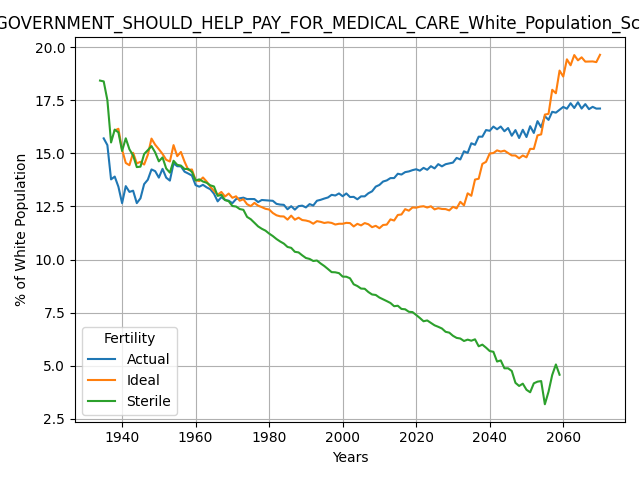 GOVERNMENT_SHOULD_HELP_PAY_FOR_MEDICAL_CARE_White_Population_Sc
20.0
17.5
15.0
12.5
10.0
7.5
5.0
2.5
% of White Population
Fertility
Actual
Ideal
Sterile
1940 1960 1980 2000 2020 2040 2060
Years